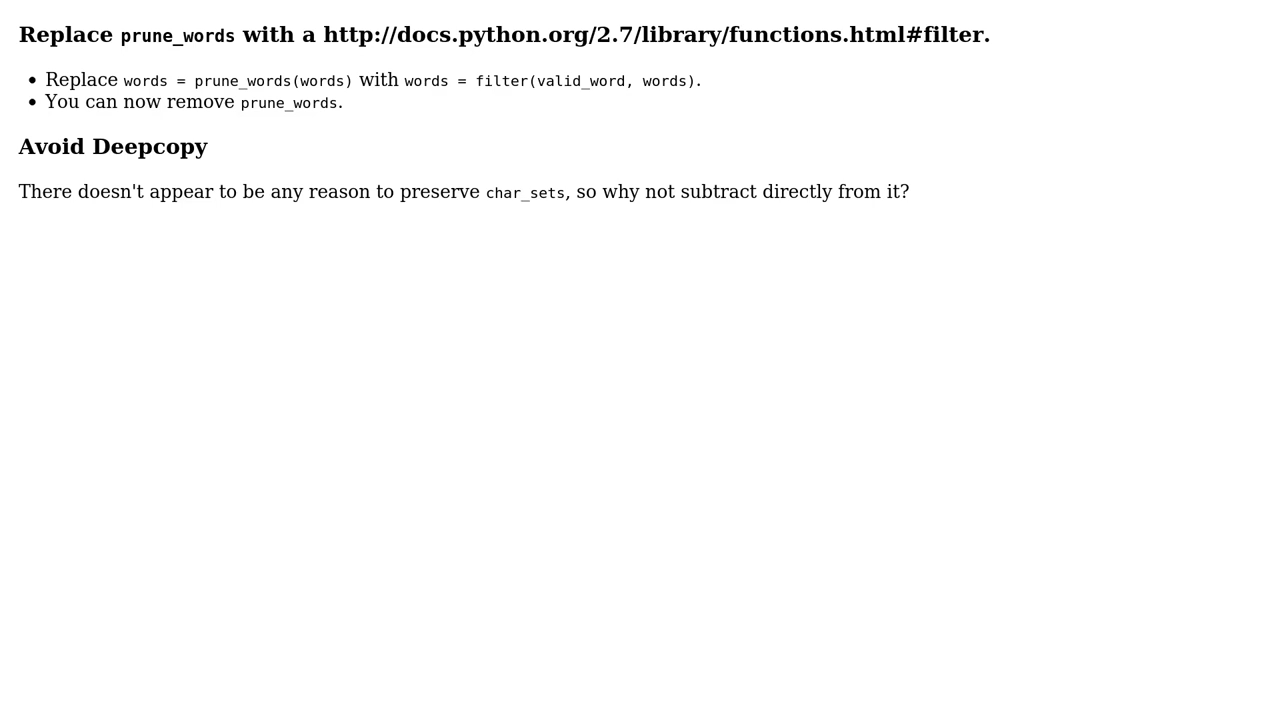 Replace prune_words with a http://docs.python.org/2.7/library/functions.html#filter.
• Replace words = prune_words(words) with words = filter(valid_word, words).
• You can now remove prune_words.
Avoid Deepcopy
There doesn't appear to be any reason to preserve char_sets, so why not subtract directly from it?